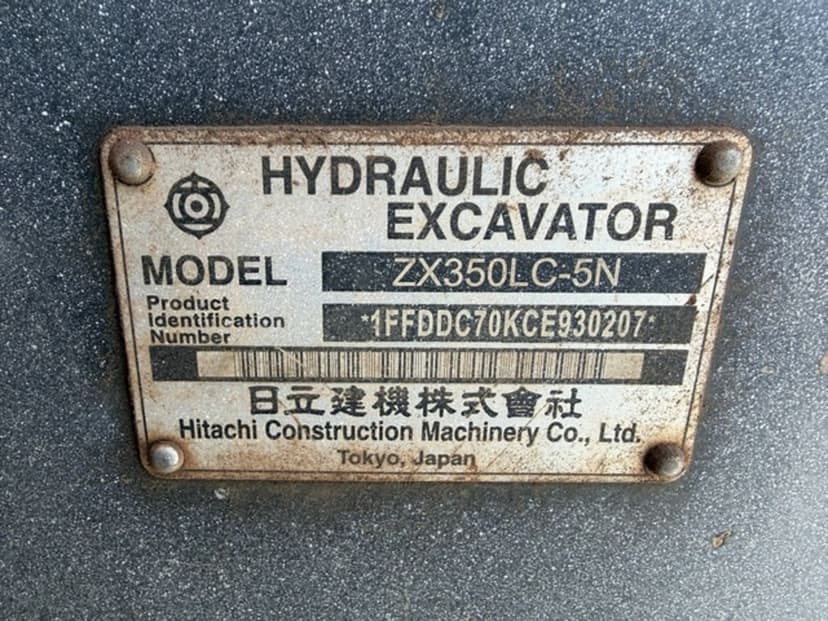 HYDRAULIC
EXCAVATOR
MODEL ZX350LC-5N
Product
Identification
Number *1FFDDC70KCE930207*
日立建機株式會社
Hitachi Construction Machinery Co., Ltd.
Tokyo, Japan